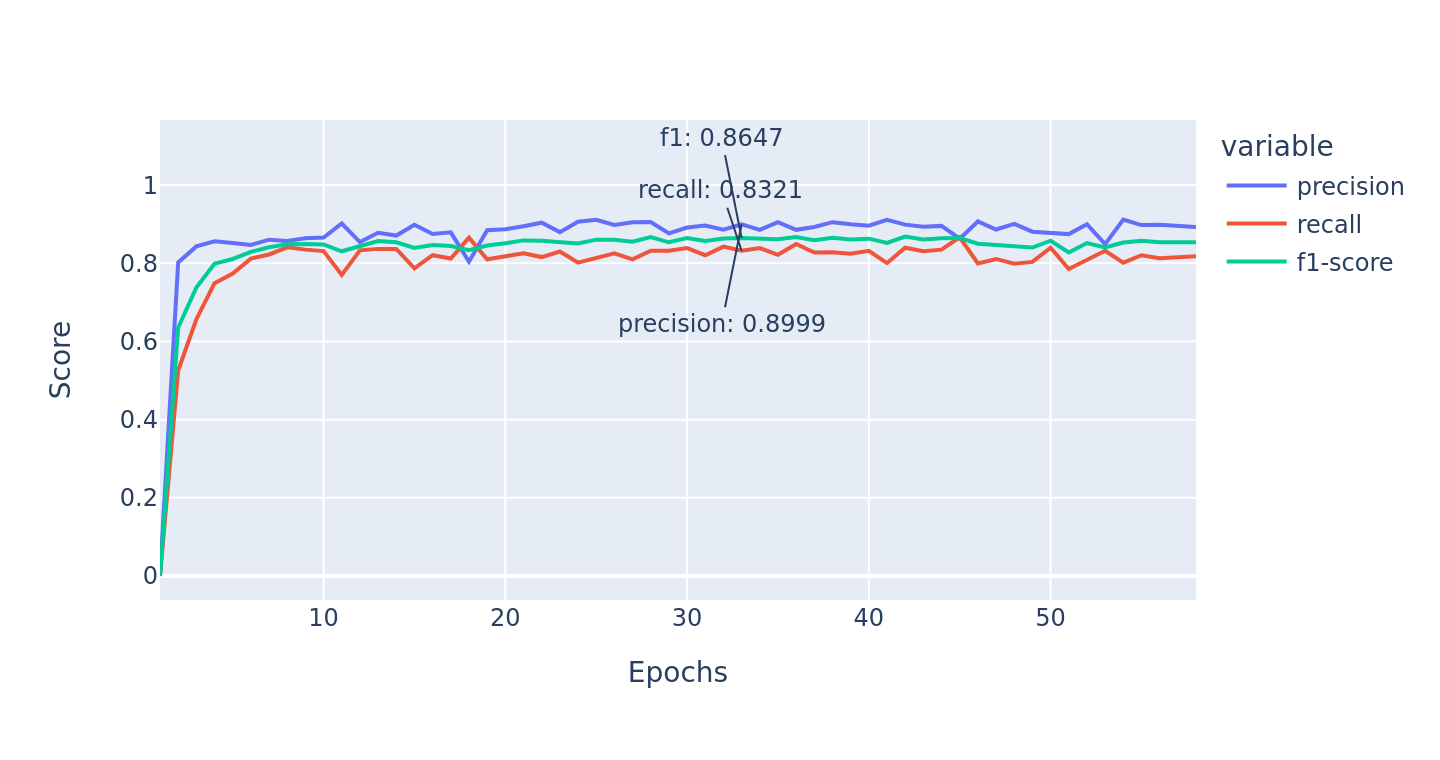 f1: 0.8647
recall: 0.8321
precision: 0.8999
1
0.8
0.6
0.4
0.2
0
Score
10 20 30 40 50
Epochs
variable
precision
recall
f1-score